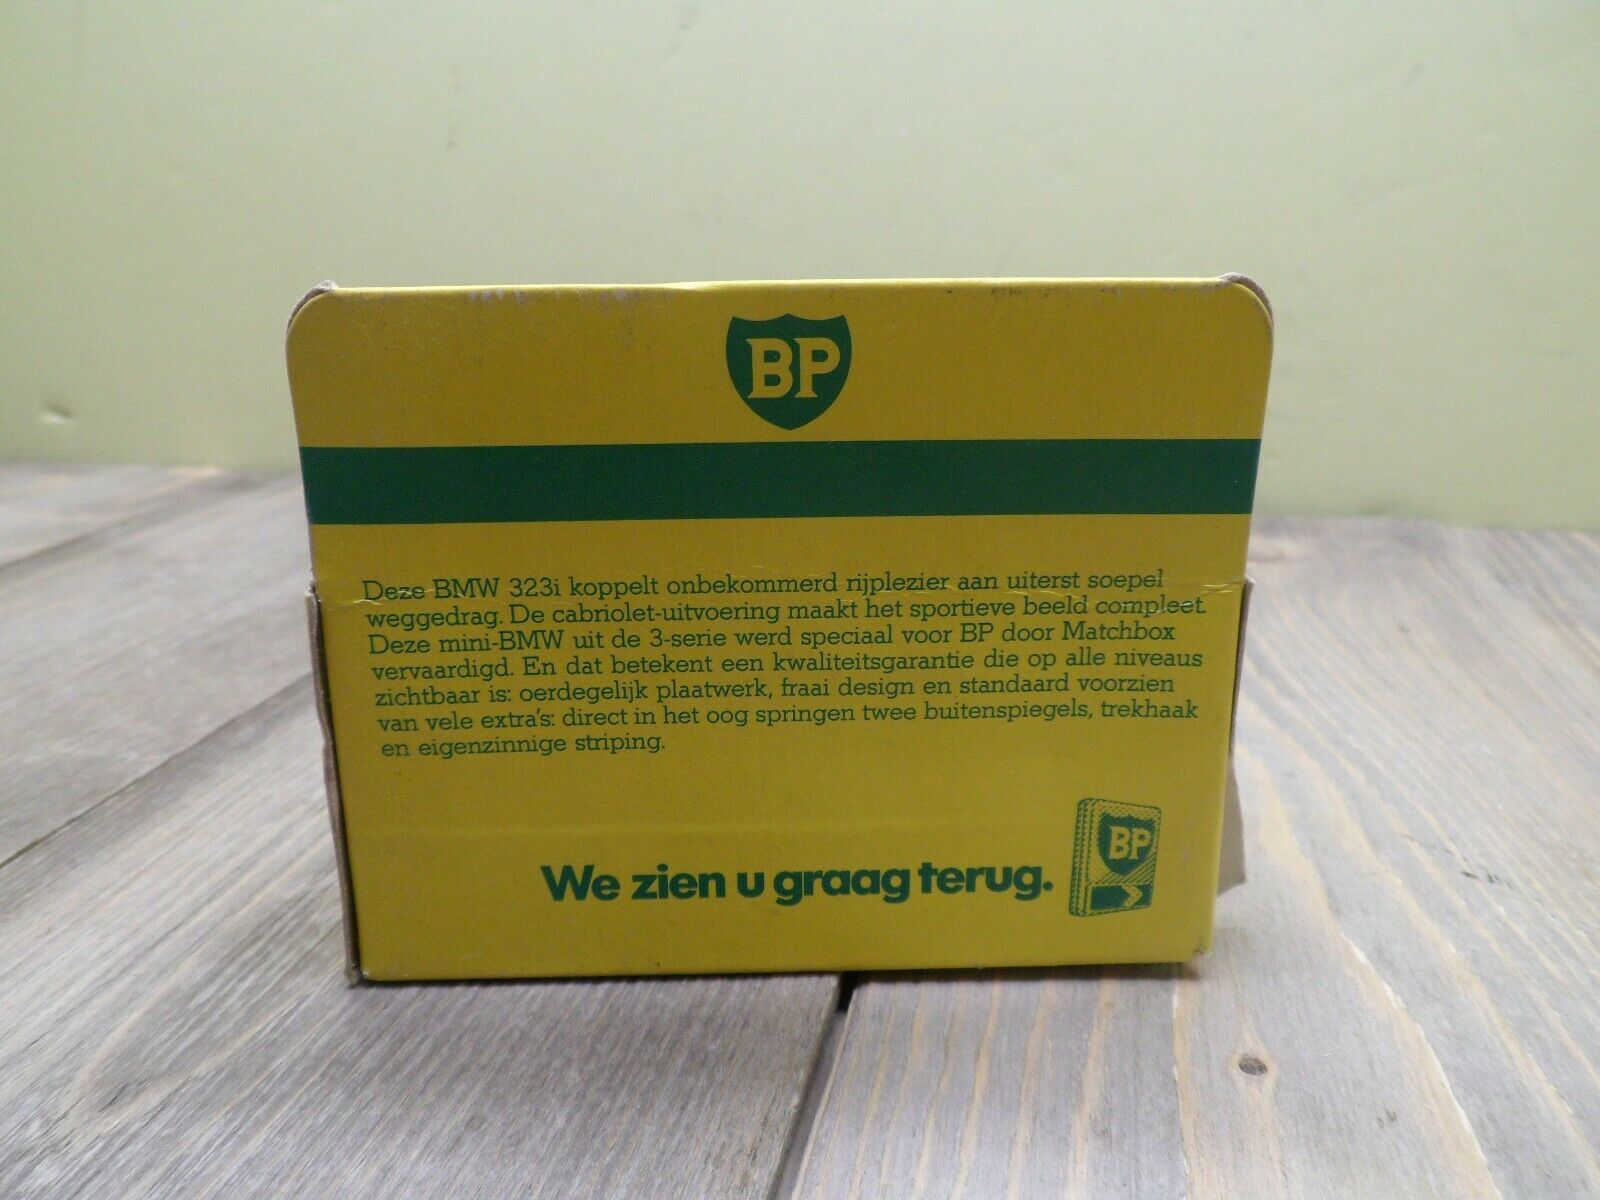 BP
Deze BMW 323i koppelt onbekommerd rijplezier aan uiterst soepel
weggedrag. De cabriolet-uitvoering maakt het sportieve beeld compleet.
Deze mini-BMW uit de 3-serie werd speciaal voor BP door Matchbox
vervaardigd. En dat betekent een kwaliteitsgarantie die op alle niveaus
zichtbaar is: oerdegelijk plaatwerk, fraai design en standaard voorzien
van vele extra's: direct in het oog springen twee buitenspiegels, trekhaak
en eigenzinnige striping.
We zien u graag terug.
BP